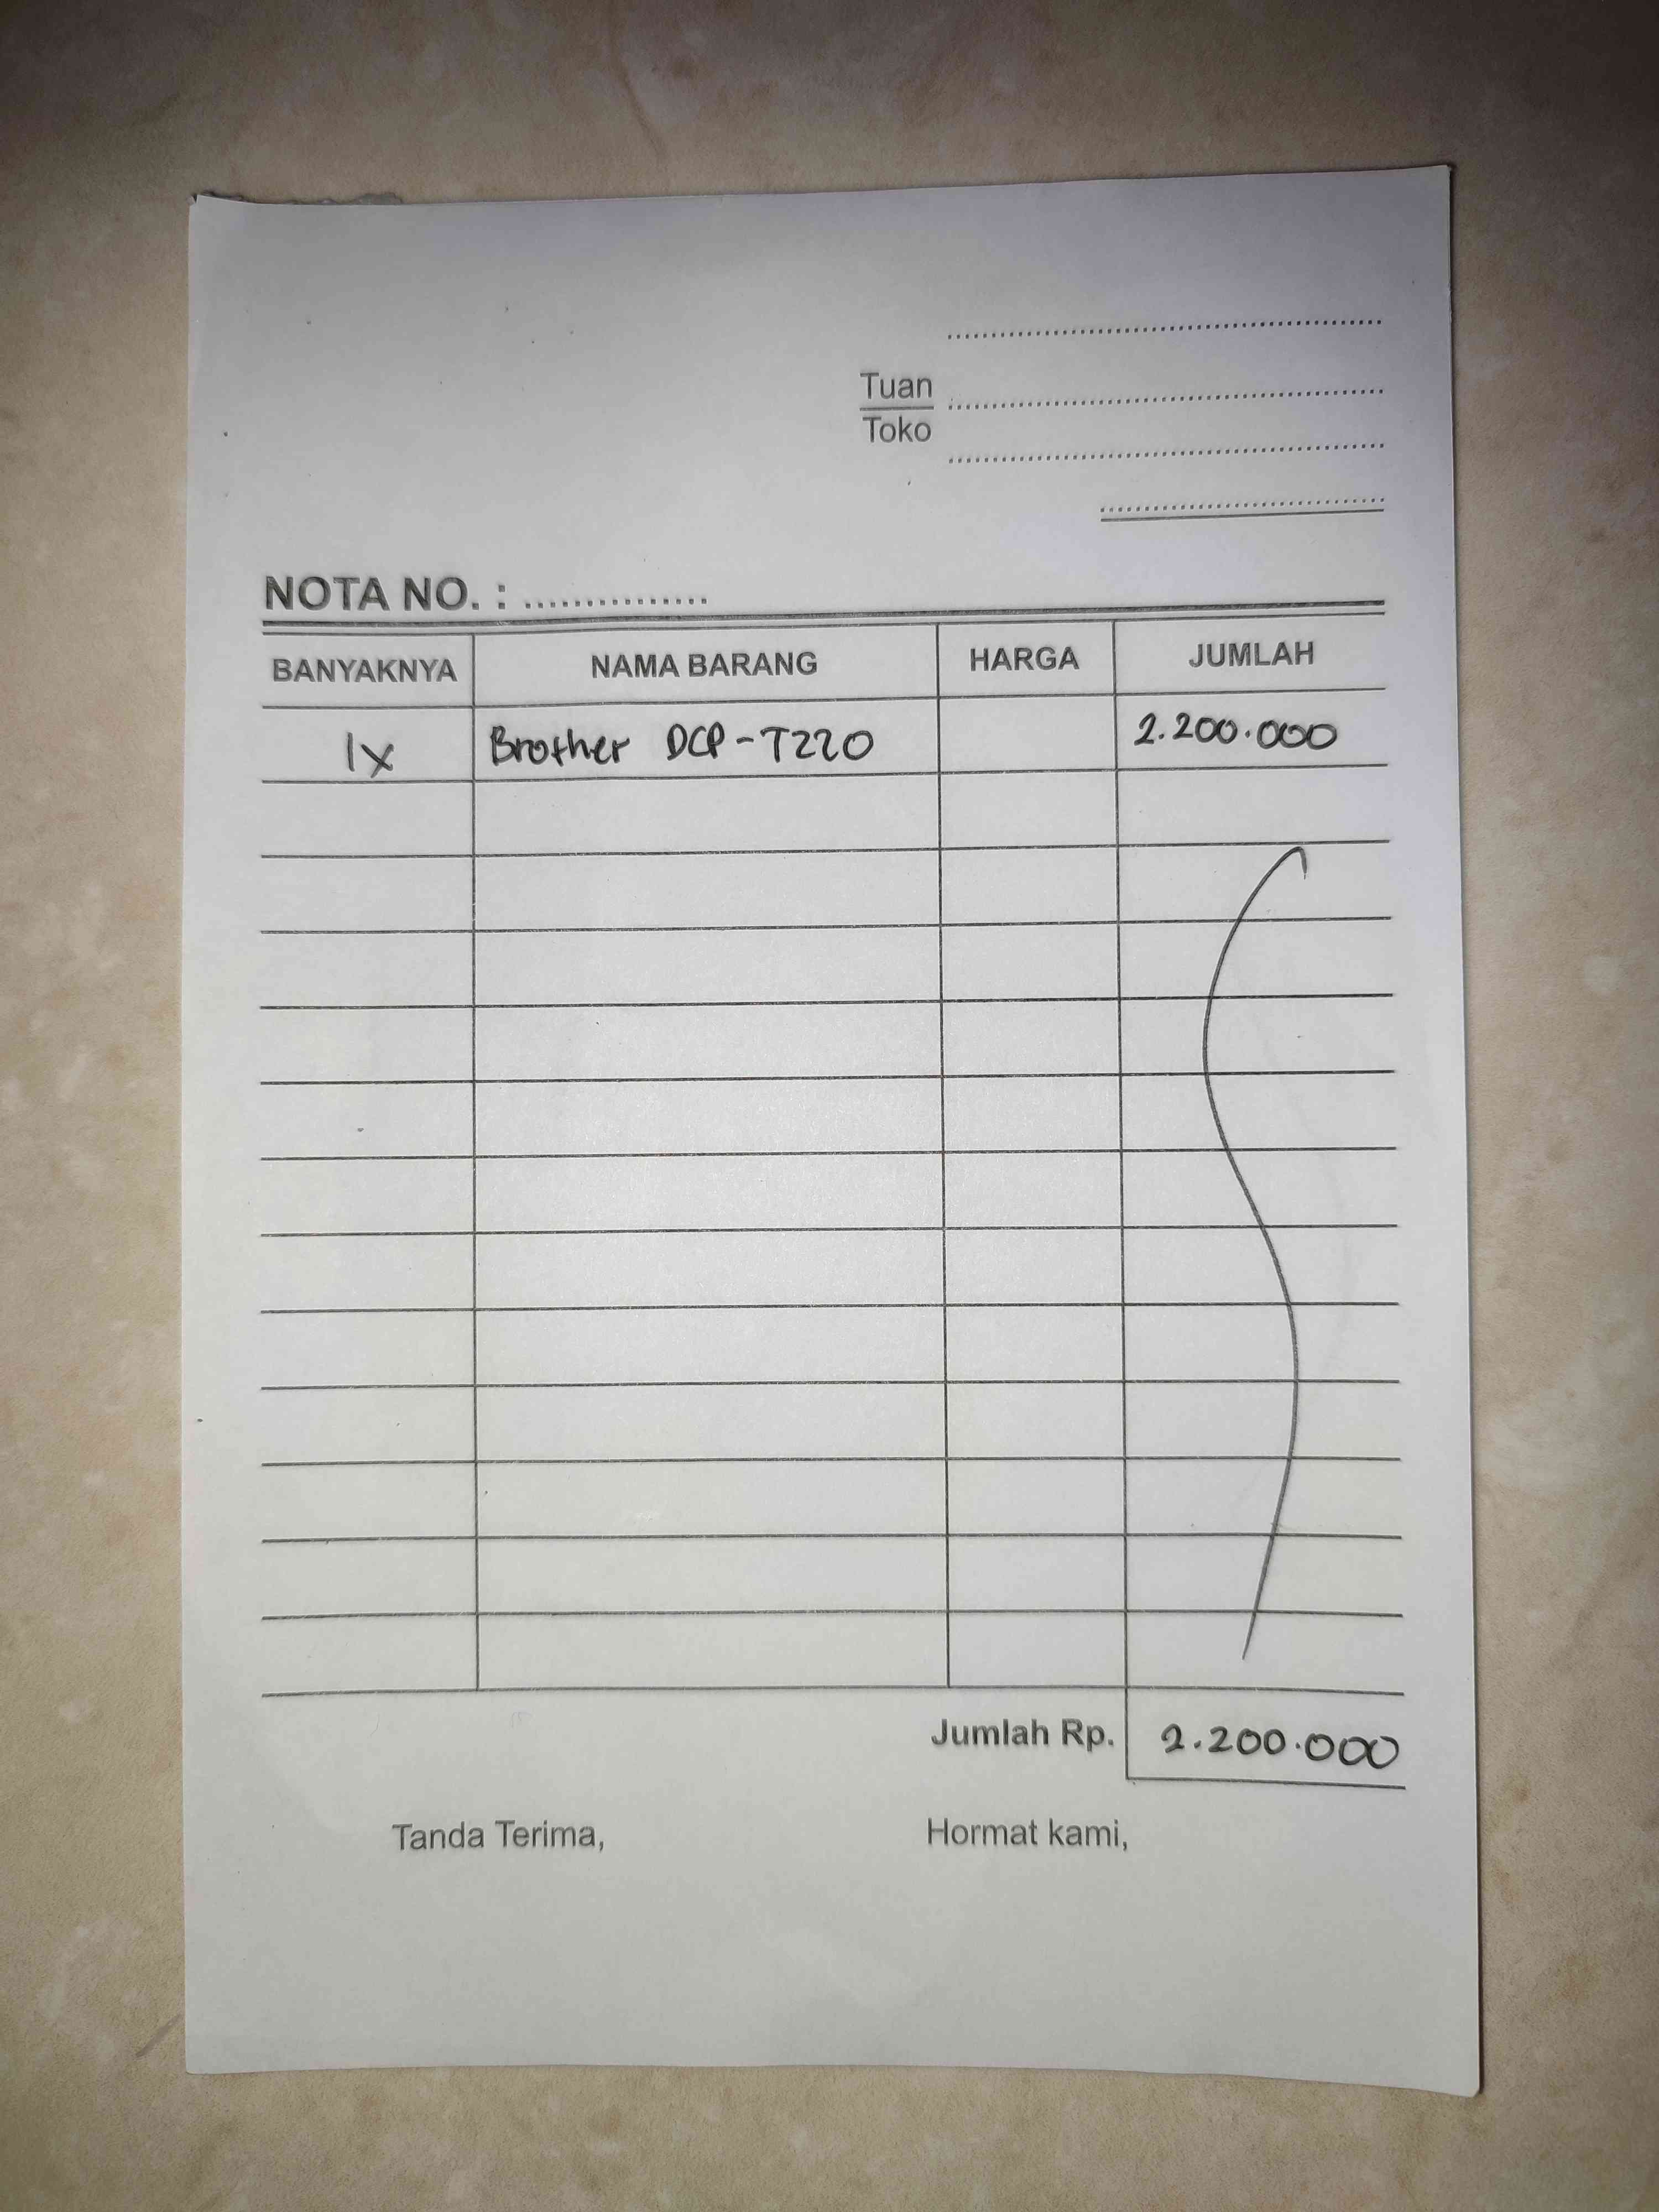 Tuan
Toko
NOTA NO. : ...............
BANYAKNYA NAMA BARANG HARGA JUMLAH
1x Brother DCP-T220 2.200.000
Jumlah Rp. 2.200.000
Tanda Terima, Hormat kami,